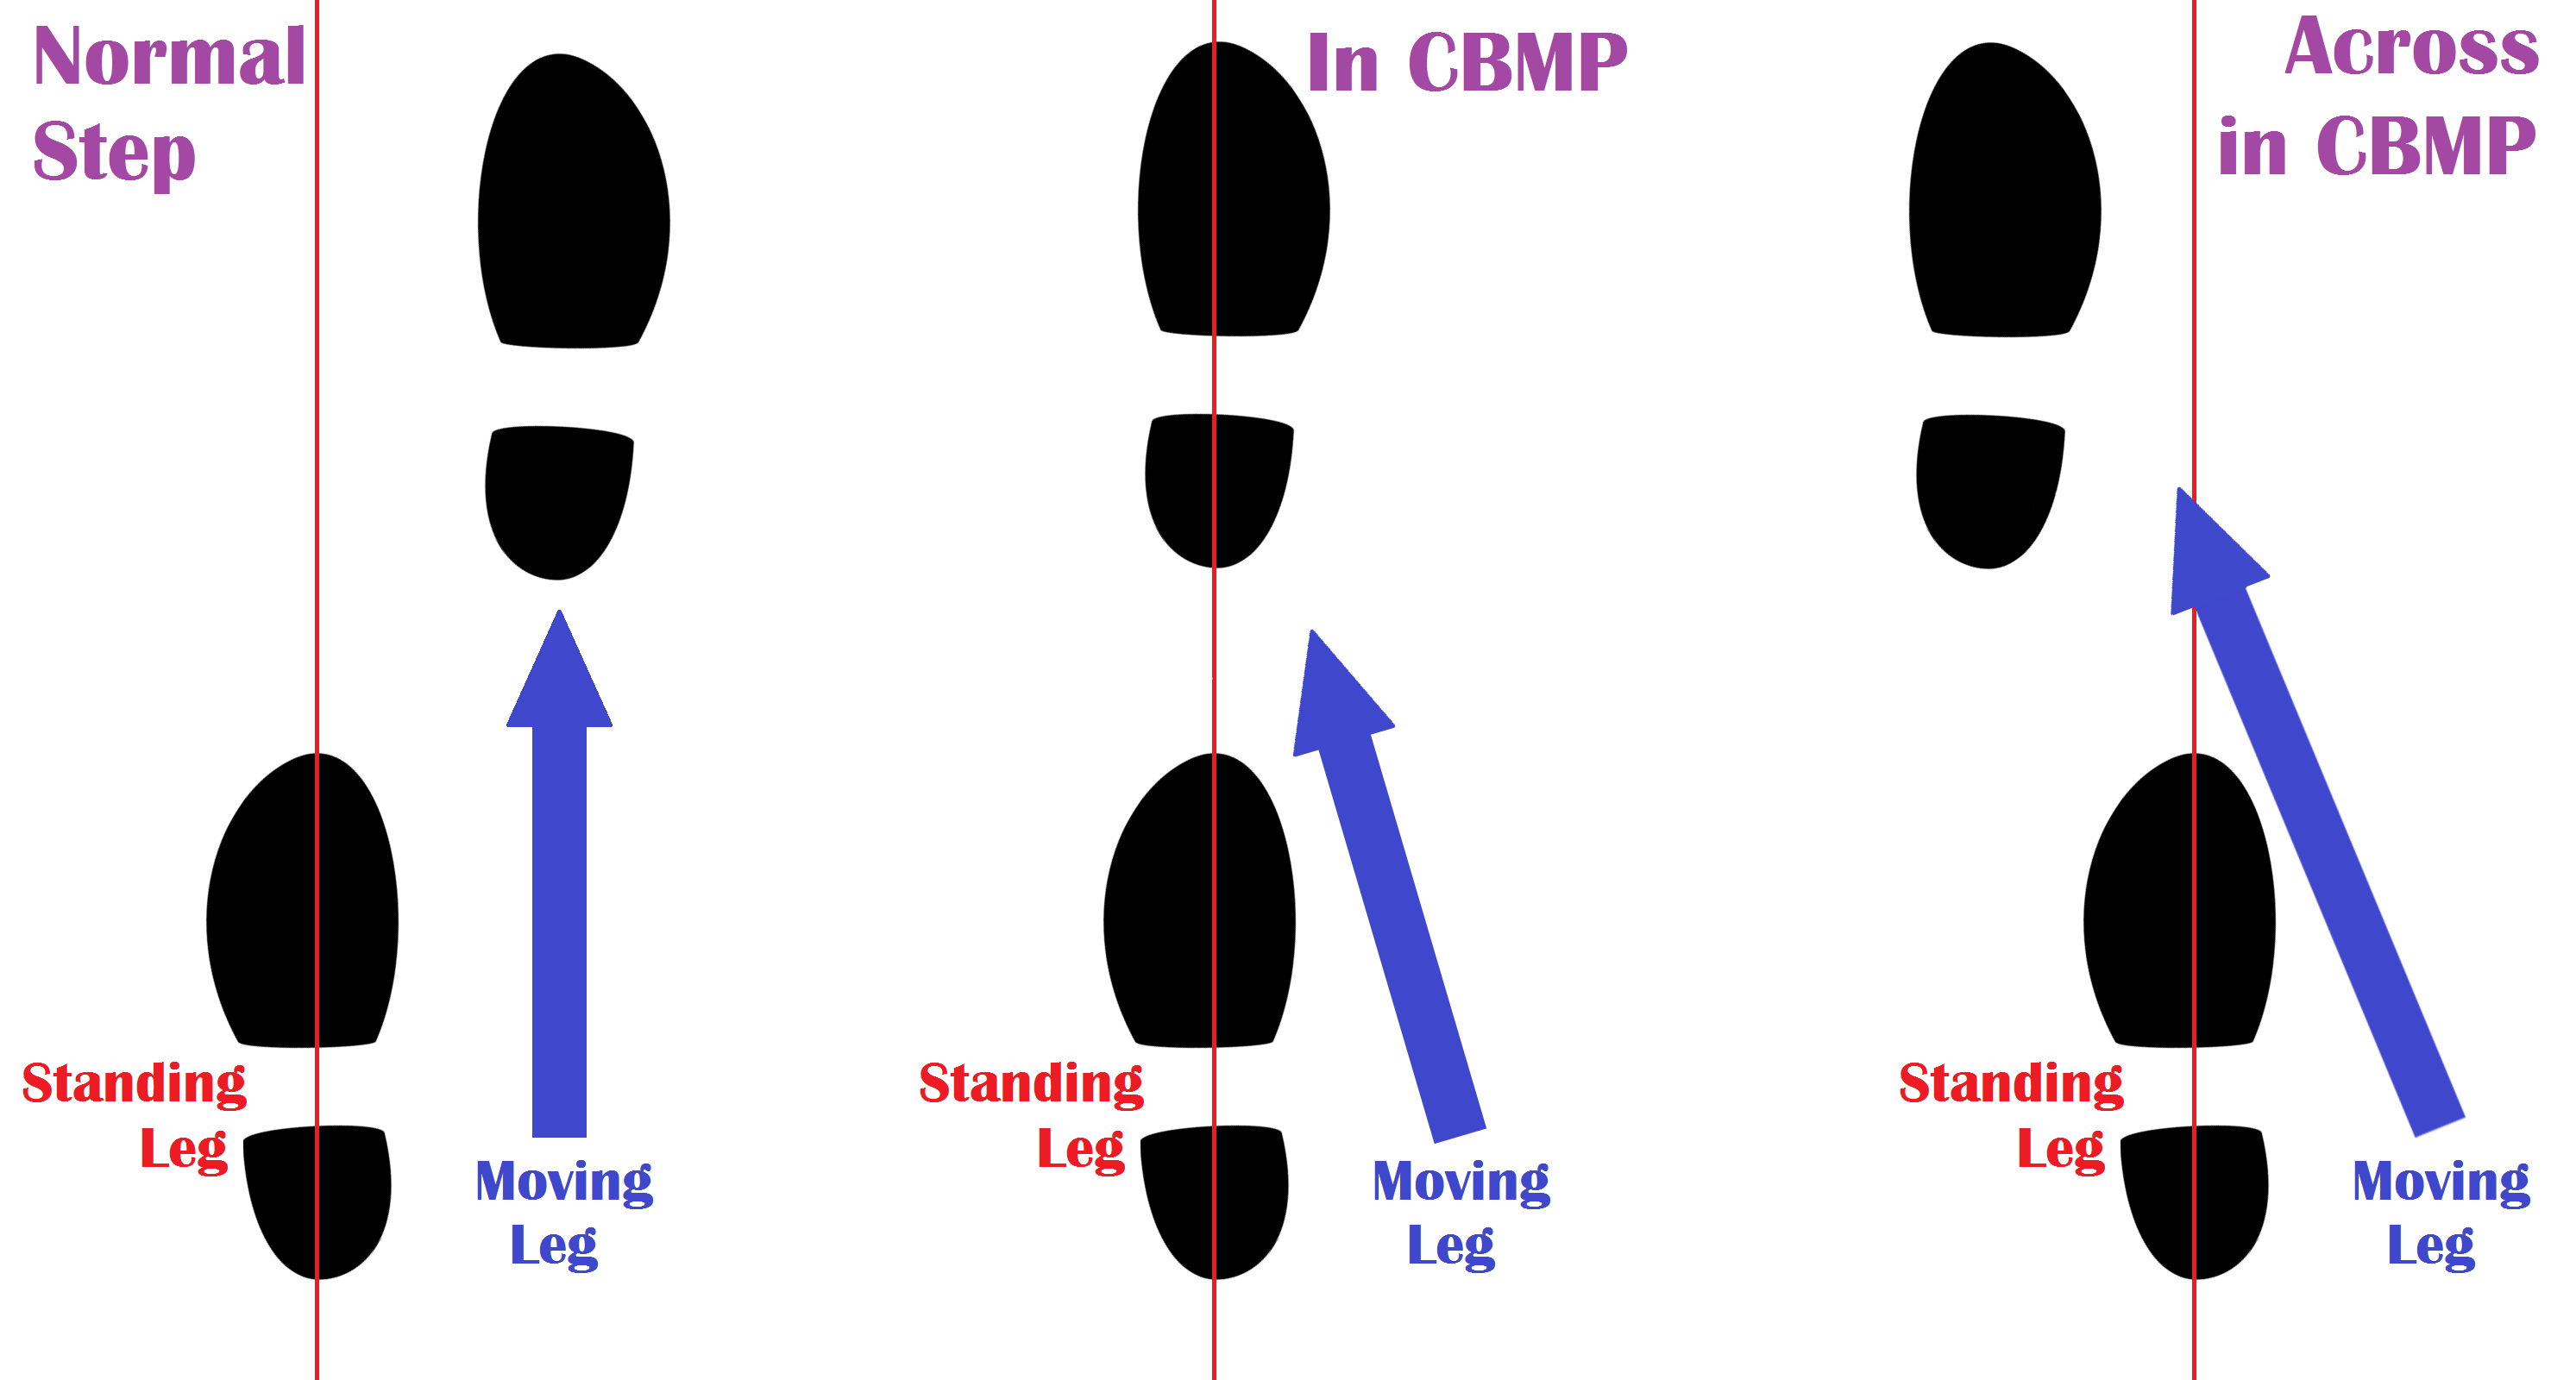 Normal
Step
In CBMP
Across
in CBMP
Standing
Leg
Moving
Leg
Standing
Leg
Moving
Leg
Standing
Leg
Moving
Leg